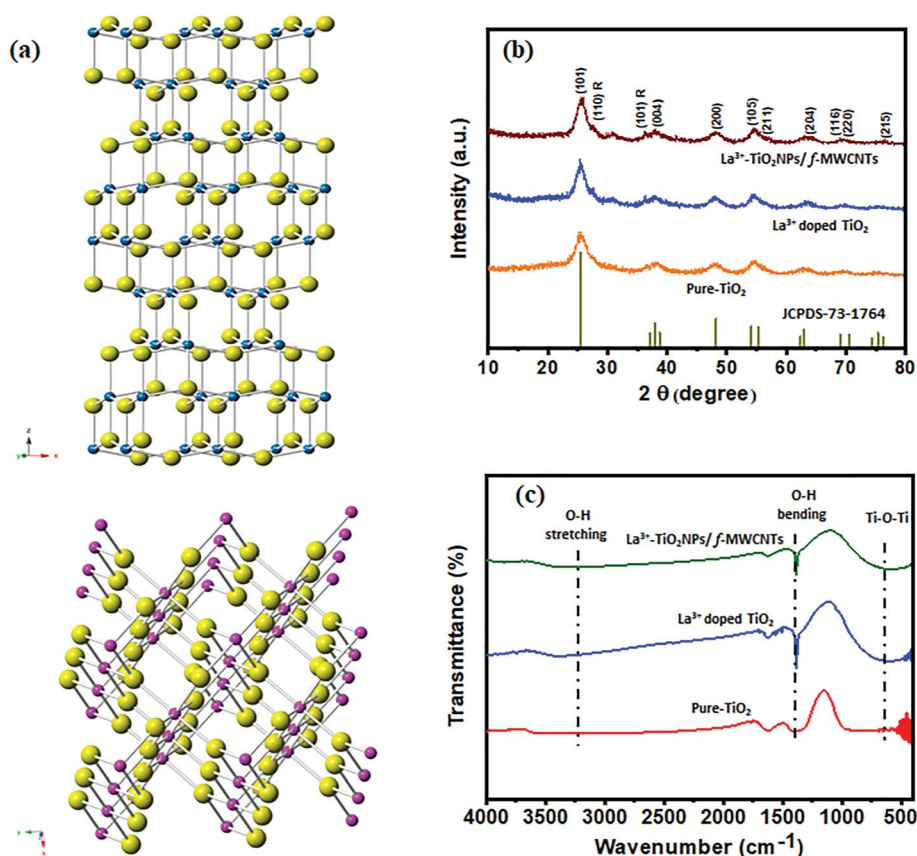 (a)
z
y
x
y
z
x
(b)
Intensity (a.u.)
(101)
(110) R
(101) R
(004)
(200)
(105)
(211)
(204)
(116)
(220)
(215)
La³⁺-TiO₂NPs/ƒ-MWCNTs
La³⁺ doped TiO₂
Pure-TiO₂
JCPDS-73-1764
10 20 30 40 50 60 70 80
2 θ (degree)
(c)
Transmittance (%)
O-H
stretching
O-H
bending
Ti-O-Ti
La³⁺-TiO₂NPs/ƒ-MWCNTs
La³⁺ doped TiO₂
Pure-TiO₂
4000 3500 3000 2500 2000 1500 1000 500
Wavenumber (cm⁻¹)